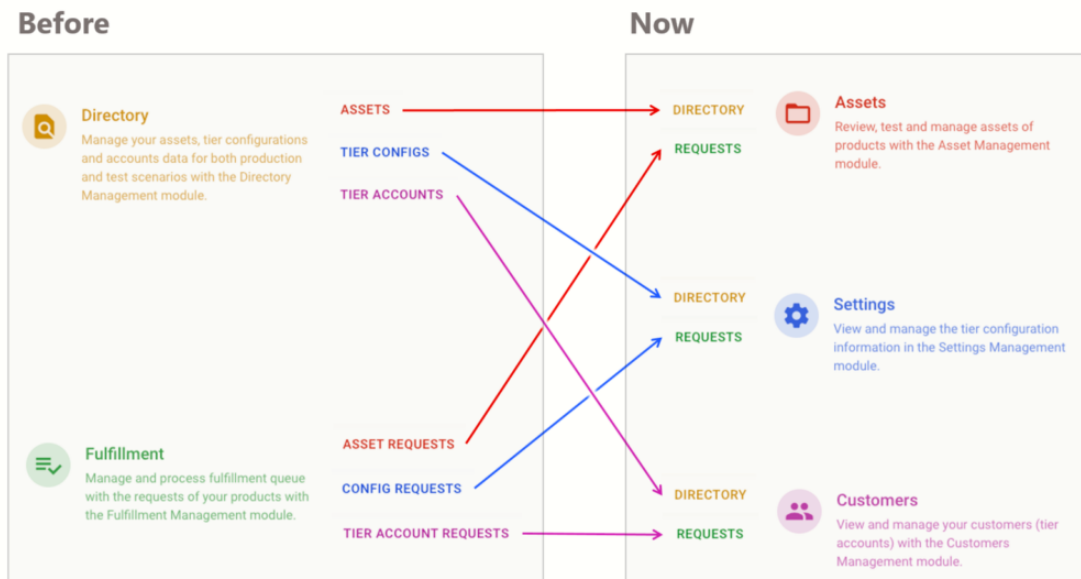 Before
Now
Directory
Manage your assets, tier configurations
and accounts data for both production
and test scenarios with the Directory
Management module.
ASSETS
TIER CONFIGS
TIER ACCOUNTS
Fulfillment
Manage and process fulfillment queue
with the requests of your products with
the Fulfillment Management module.
ASSET REQUESTS
CONFIG REQUESTS
TIER ACCOUNT REQUESTS
DIRECTORY
REQUESTS
Assets
Review, test and manage assets of
products with the Asset Management
module.
DIRECTORY
REQUESTS
Settings
View and manage the tier configuration
information in the Settings Management
module.
DIRECTORY
REQUESTS
Customers
View and manage your customers (tier
accounts) with the Customers
Management module.